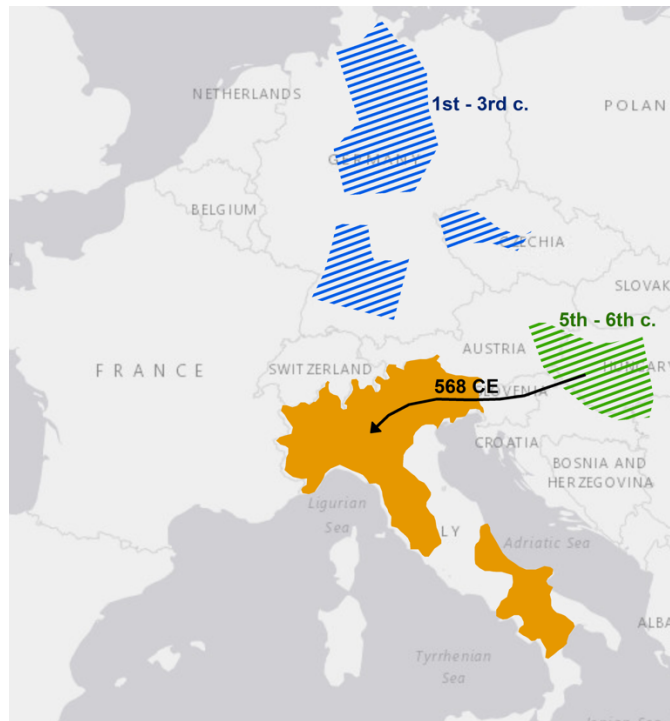 NETHERLANDS
1st - 3rd c.
POLAN
GERMANY
BELGIUM
CZECHIA
SLOVAK
5th - 6th c.
FRANCE
SWITZERLAND
AUSTRIA
HUNGARY
568 CE
SLOVENIA
CROATIA
BOSNIA AND
HERZEGOVINA
Ligurian
Sea
LY
Adriatic Sea
ALBA
Tyrrhenian
Sea